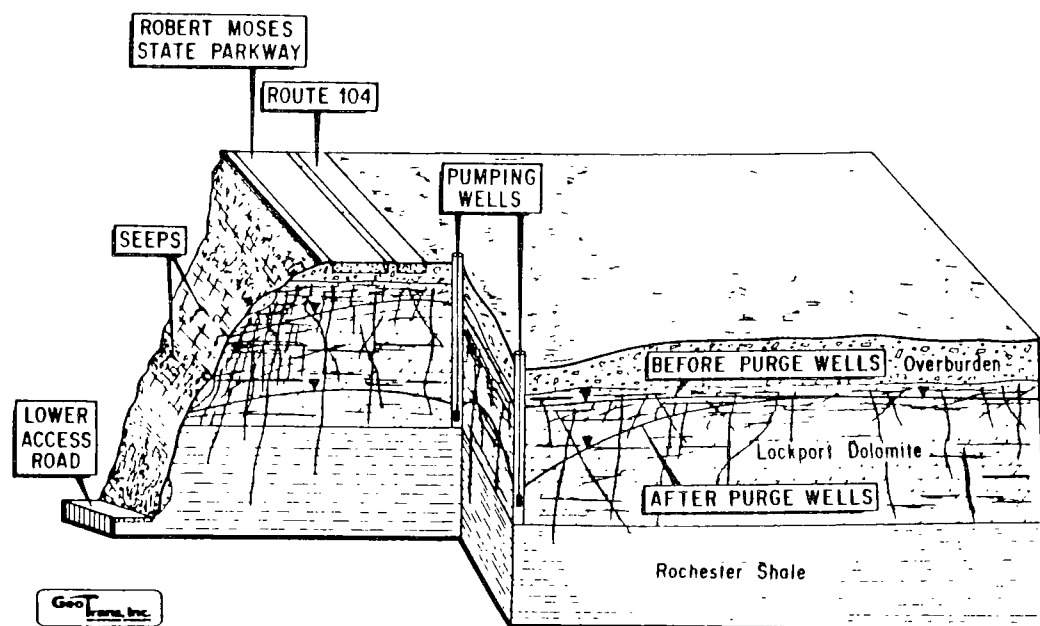 ROBERT MOSES
STATE PARKWAY
ROUTE 104
PUMPING
WELLS
SEEPS
BEFORE PURGE WELLS
Overburden
LOWER
ACCESS
ROAD
Lockport Dolomite
AFTER PURGE WELLS
Rochester Shale
GeoTrans, Inc.